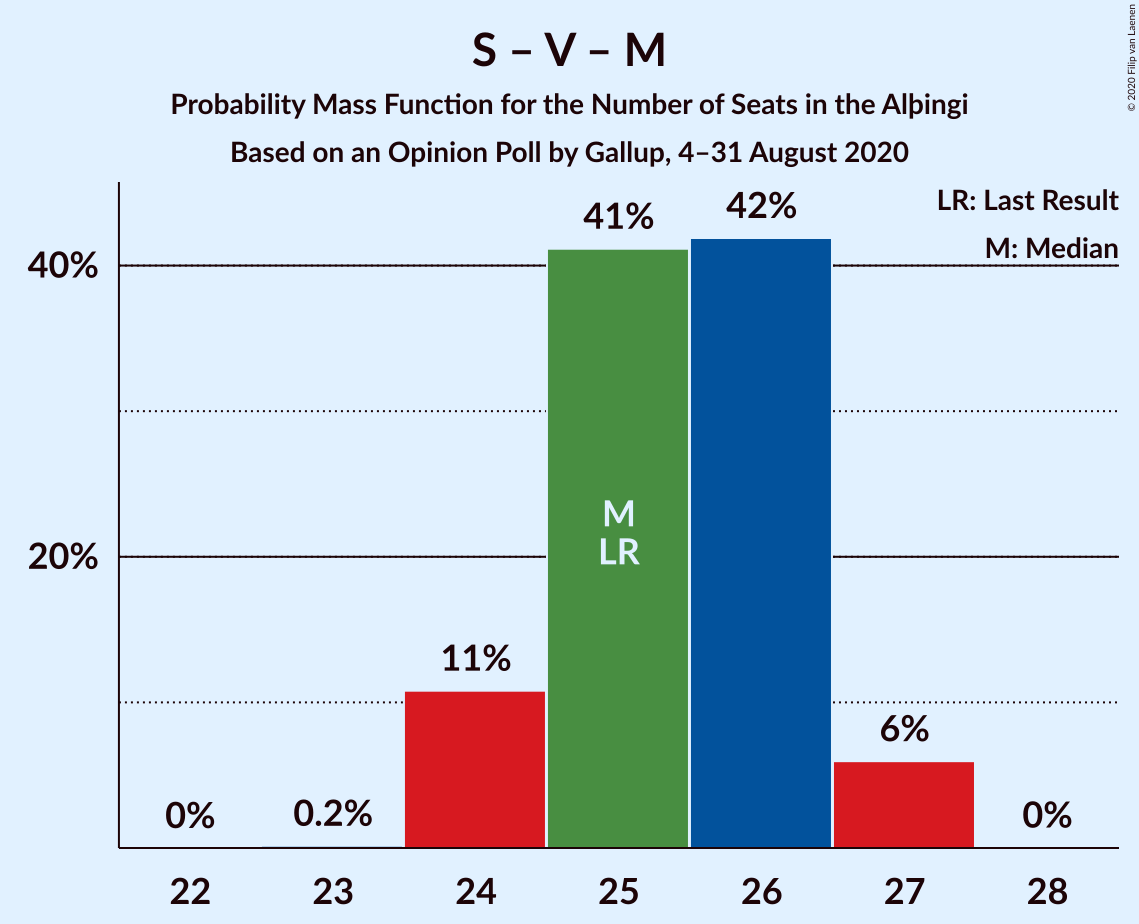 S – V – M
Probability Mass Function for the Number of Seats in the Alþingi
Based on an Opinion Poll by Gallup, 4–31 August 2020
© 2020 Filip van Laenen
LR: Last Result
M: Median
40%
20%
0%
0.2%
11%
41%
42%
6%
0%
M
LR
22
23
24
25
26
27
28